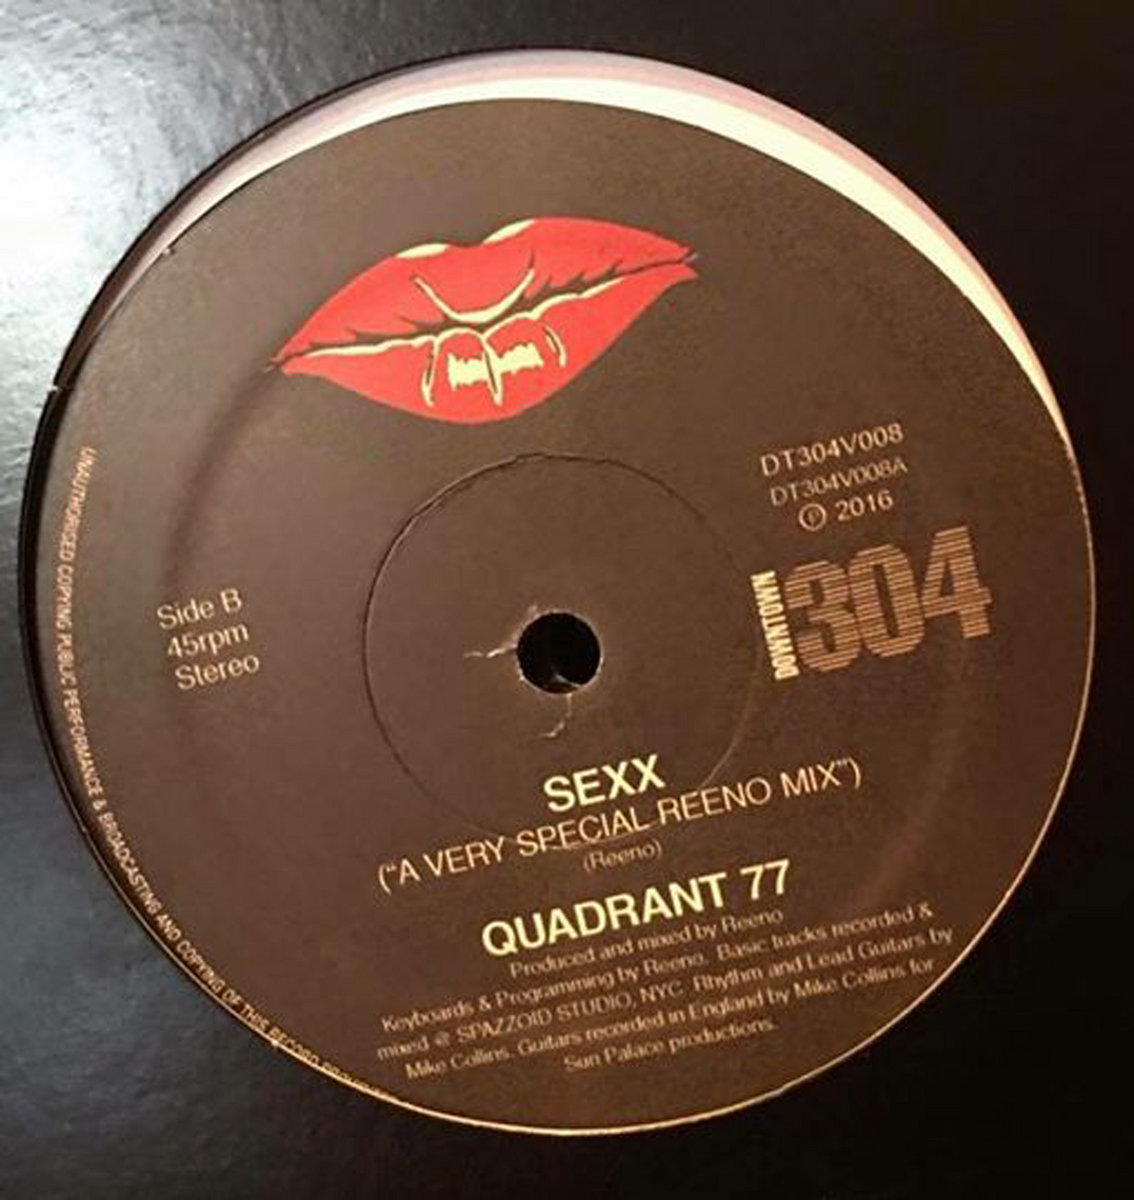 DT304V008
DT304V008A
Ⓟ 2016
DOWNTOWN
304
Side B
45rpm
Stereo
SEXX
("A VERY SPECIAL REENO MIX")
(Reeno)
QUADRANT 77
Produced and mixed by Reeno
Keyboards & Programming by Reeno. Basic tracks recorded &
mixed @ SPAZZOID STUDIO, NYC. Rhythm and Lead Guitars by
Mike Collins. Guitars recorded in England by Mike Collins for
Sun Palace productions.
UNAUTHORISED COPYING PUBLIC PERFORMANCE & BROADCASTING AND COPYING OF THIS RECORD